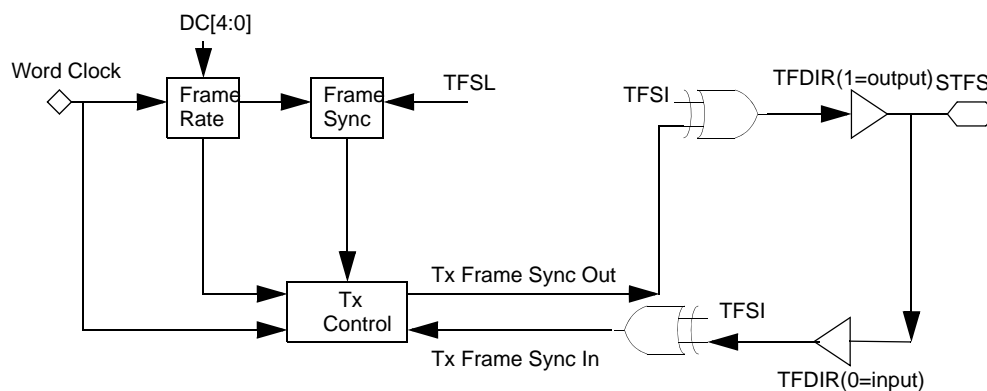 DC[4:0]
Word Clock
Frame
Rate
Frame
Sync
TFSL
TFSI
TFDIR(1=output)
STFS
Tx Frame Sync Out
Tx
Control
TFSI
Tx Frame Sync In
TFDIR(0=input)